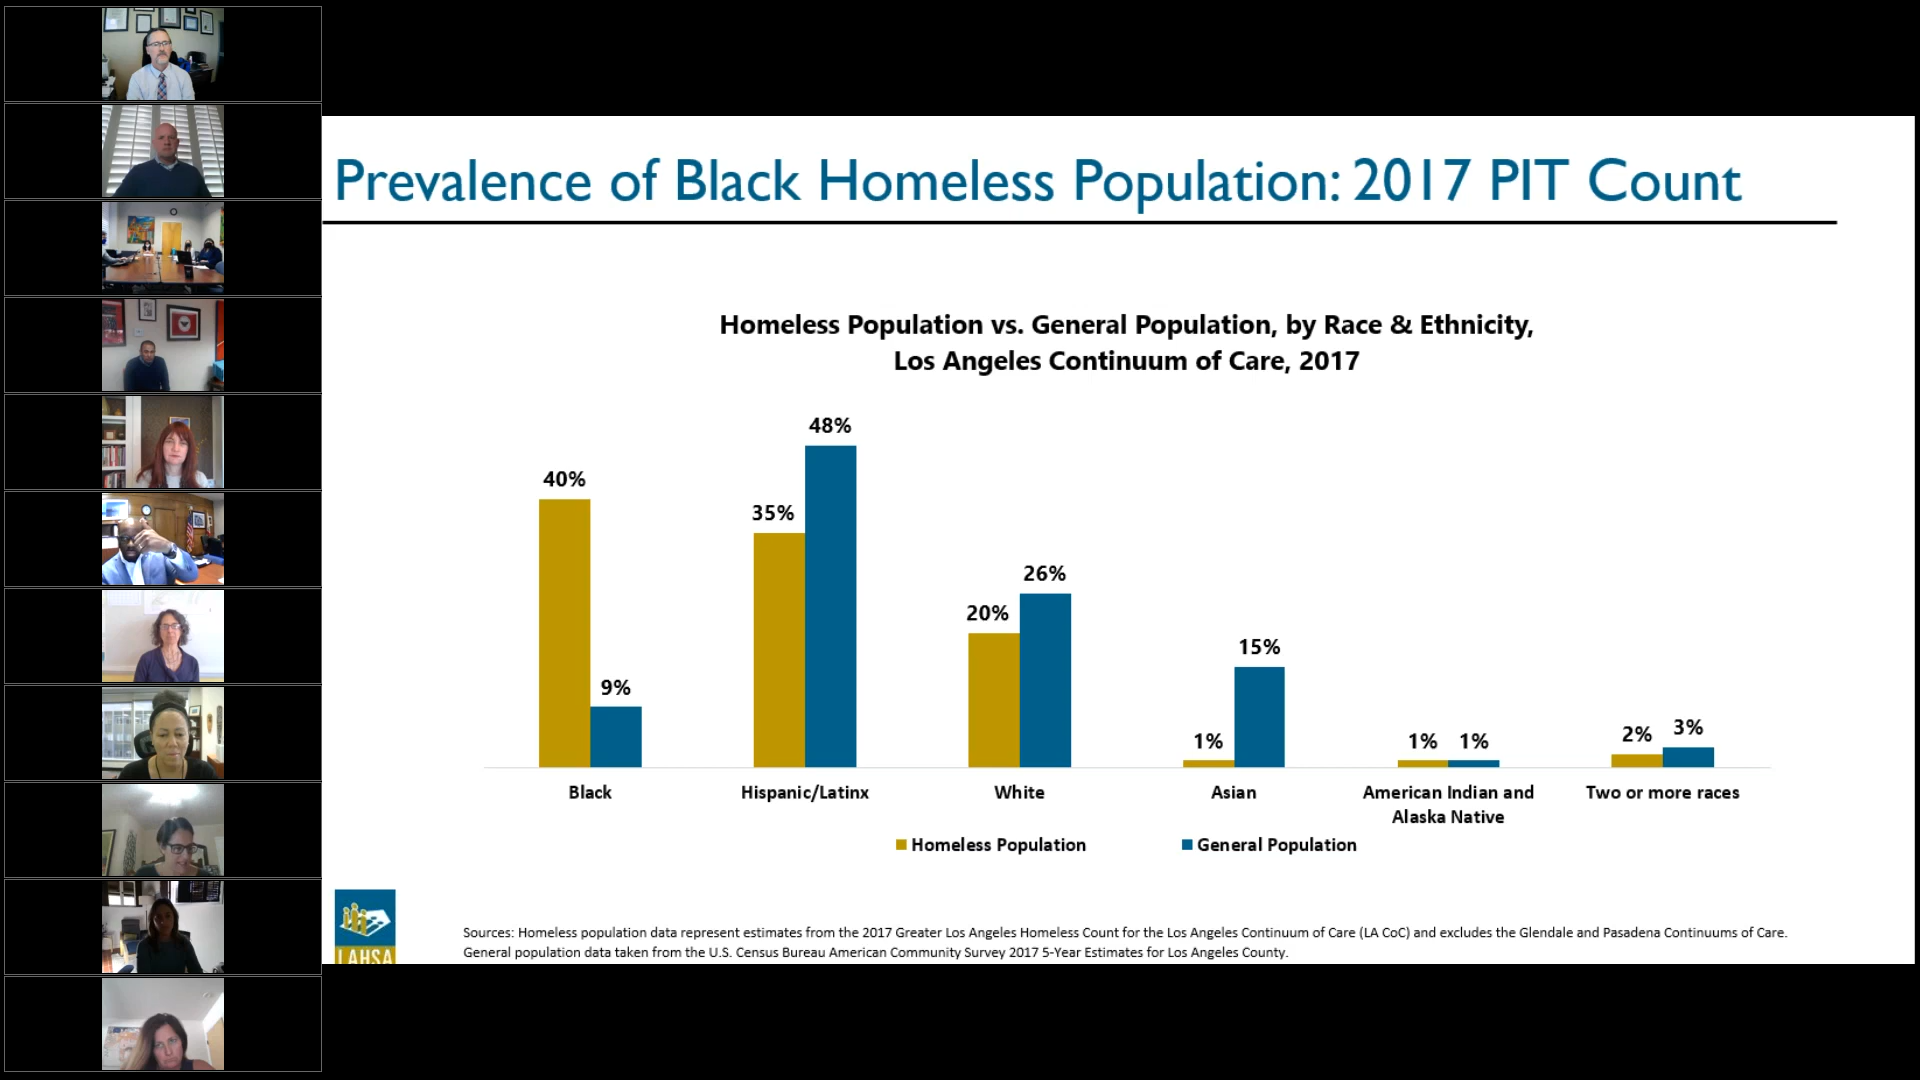 Prevalence of Black Homeless Population: 2017 PIT Count
Homeless Population vs. General Population, by Race & Ethnicity,
Los Angeles Continuum of Care, 2017
40%
9%
35%
48%
20%
26%
1%
15%
1%
1%
2%
3%
Black
Hispanic/Latinx
White
Asian
American Indian and
Alaska Native
Two or more races
Homeless Population
General Population
LAHSA
Sources: Homeless population data represent estimates from the 2017 Greater Los Angeles Homeless Count for the Los Angeles Continuum of Care (LA CoC) and excludes the Glendale and Pasadena Continuums of Care.
General population data taken from the U.S. Census Bureau American Community Survey 2017 5-Year Estimates for Los Angeles County.